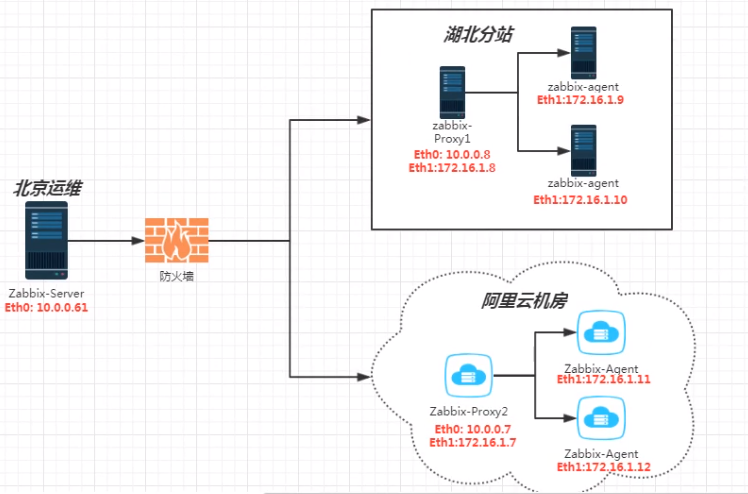 北京运维
Zabbix-Server
Eth0: 10.0.0.61
防火墙
湖北分站
zabbix-
Proxy1
Eth0: 10.0.0.8
Eth1:172.16.1.8
zabbix-agent
Eth1:172.16.1.9
zabbix-agent
Eth1:172.16.1.10
阿里云机房
Zabbix-Proxy2
Eth0: 10.0.0.7
Eth1:172.16.1.7
Zabbix-Agent
Eth1:172.16.1.11
Zabbix-Agent
Eth1:172.16.1.12